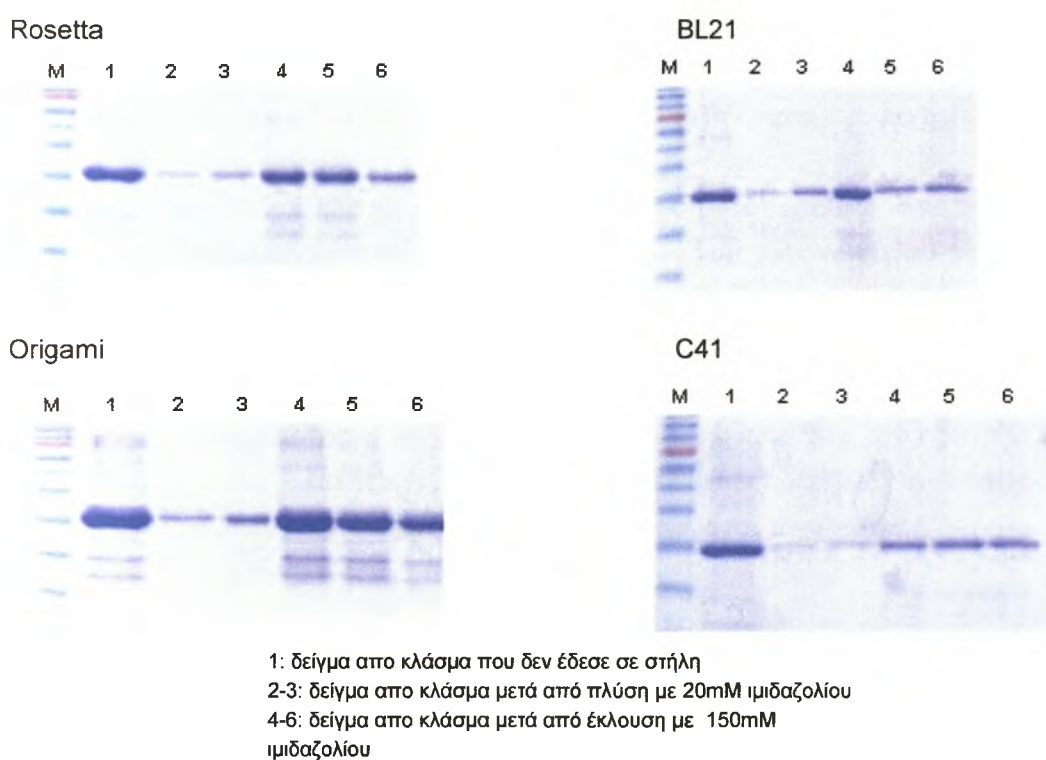 Rosetta
M 1 2 3 4 5 6
BL21
M 1 2 3 4 5 6
Origami
M 1 2 3 4 5 6
C41
M 1 2 3 4 5 6
1: δείγμα απο κλάσμα που δεν έδεσε σε στήλη
2-3: δείγμα απο κλάσμα μετά από πλύση με 20mM ιμιδαζολίου
4-6: δείγμα απο κλάσμα μετά από έκλουση με 150mM
ιμιδαζολίου